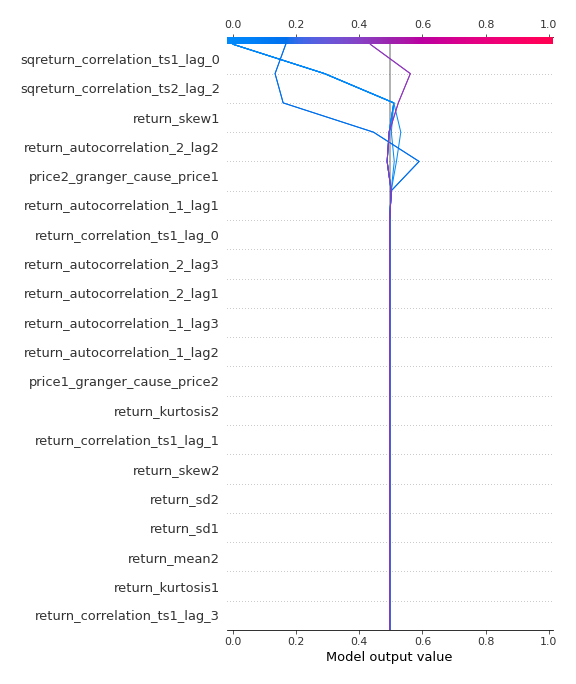 0.0 0.2 0.4 0.6 0.8 1.0
sqreturn_correlation_ts1_lag_0
sqreturn_correlation_ts2_lag_2
return_skew1
return_autocorrelation_2_lag2
price2_granger_cause_price1
return_autocorrelation_1_lag1
return_correlation_ts1_lag_0
return_autocorrelation_2_lag3
return_autocorrelation_2_lag1
return_autocorrelation_1_lag3
return_autocorrelation_1_lag2
price1_granger_cause_price2
return_kurtosis2
return_correlation_ts1_lag_1
return_skew2
return_sd2
return_sd1
return_mean2
return_kurtosis1
return_correlation_ts1_lag_3
0.0 0.2 0.4 0.6 0.8 1.0
Model output value